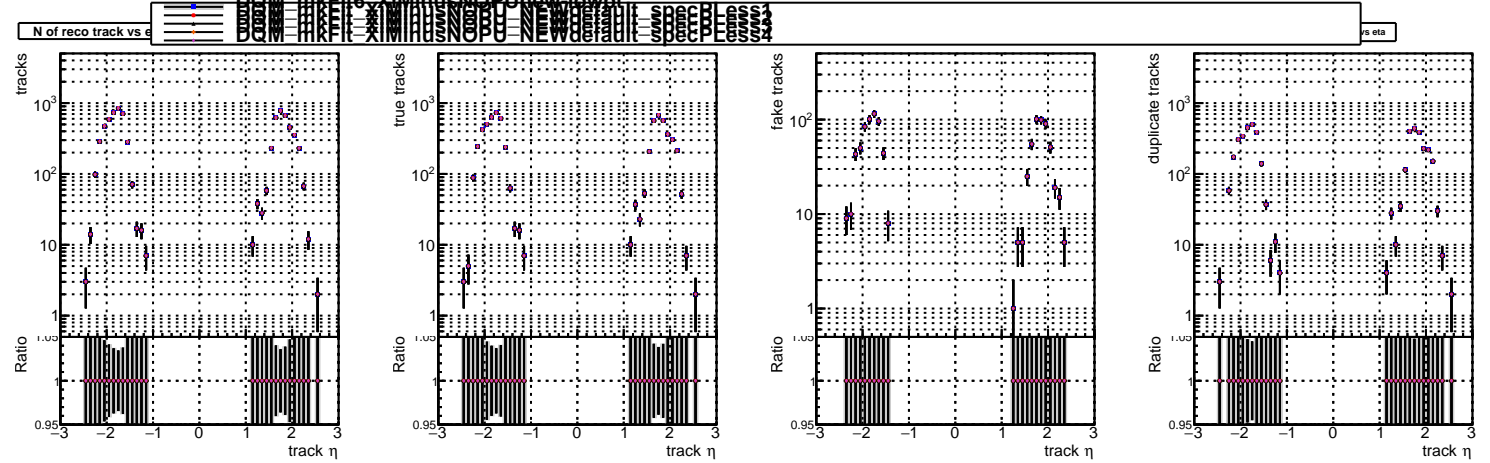 DQM_mkFit_XiMinusNOPU_NEWdefault_specPLess4
N of reco track vs e
vs eta
tracks
10³
10²
10
1
Ratio
1.05
1
0.95
−3 −2 −1 0 1 2 3
track η
true tracks
10³
10²
10
1
Ratio
1.05
1
0.95
−3 −2 −1 0 1 2 3
track η
fake tracks
10²
10
1
Ratio
1.05
1
0.95
−3 −2 −1 0 1 2 3
track η
duplicate tracks
10³
10²
10
1
Ratio
1.05
1
0.95
−3 −2 −1 0 1 2 3
track η